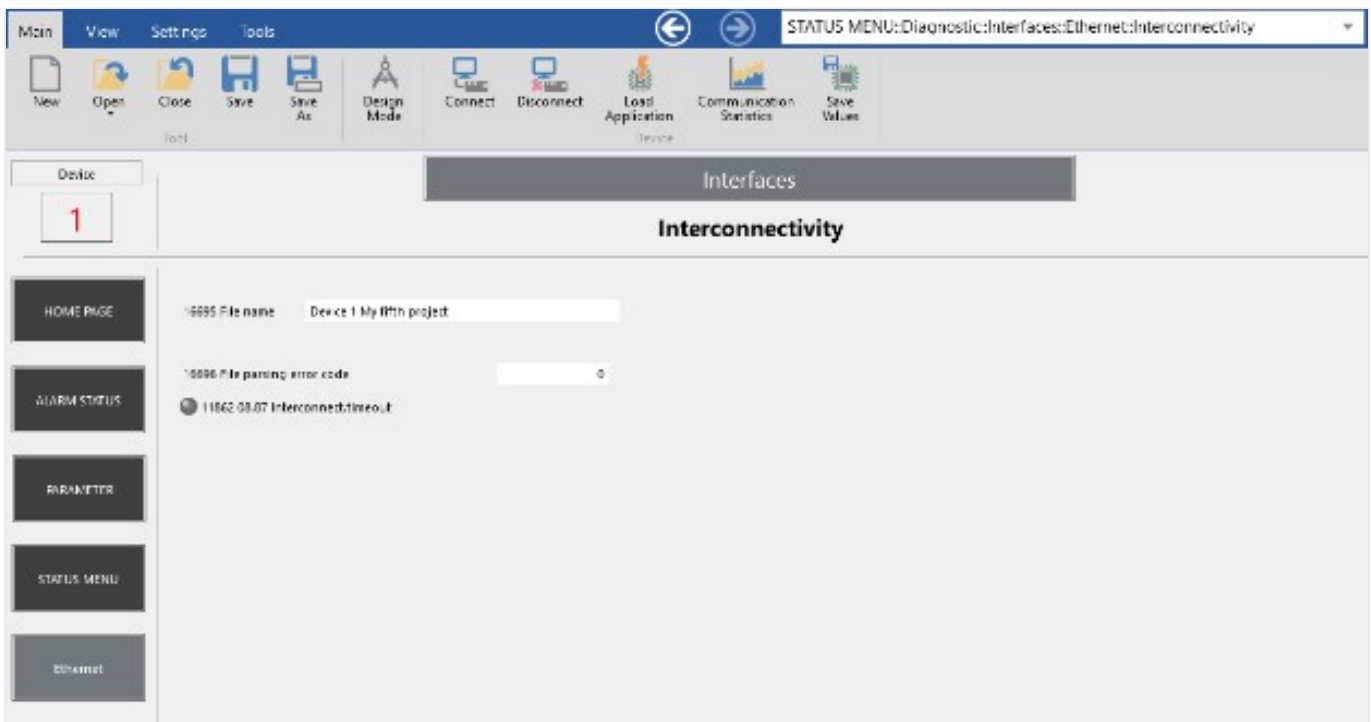 Main View Settings Tools
STATUS MENU::Diagnostic::Interfaces::Ethernet::Interconnectivity
New Open Close Save Save As Design Mode Connect Disconnect Load Application Communication Statistics Save Values
Tool Device
Device
1
Interfaces
Interconnectivity
HOME PAGE
16695 File name Device 1 My fifth project
16696 File parsing error code 0
ALARM STATUS
11862 08.87 Interconnect.timeout
PARAMETER
STATUS MENU
Ethernet